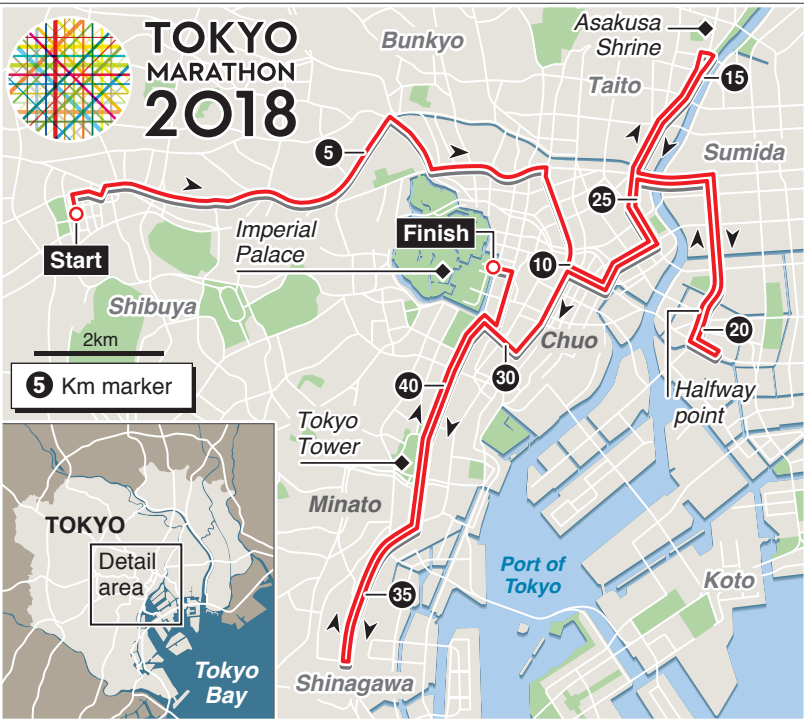 TOKYO
MARATHON
2018
Bunkyo
Asakusa
Shrine
Taito
15
5
Sumida
25
Imperial
Palace
Finish
Start
10
Shibuya
2km
Chuo
20
30
5 Km marker
40
Halfway
point
Tokyo
Tower
Minato
TOKYO
Detail
area
Port of
Tokyo
Koto
35
Tokyo
Bay
Shinagawa